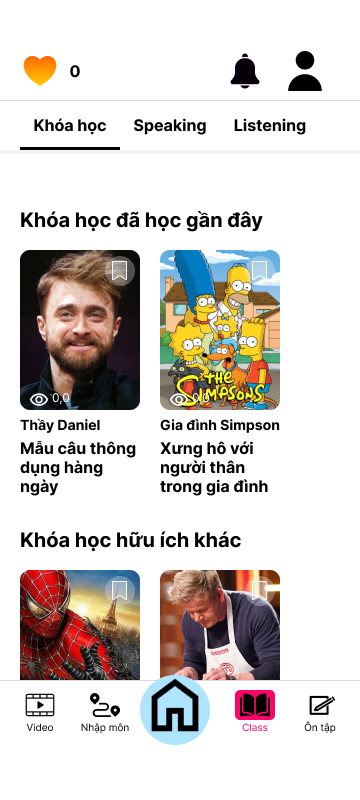 0
Khóa học
Speaking
Listening
Khóa học đã học gần đây
THE
SIMPSONS
0,0
Thầy Daniel
Gia đình Simpson
Mẫu câu thông
dụng hàng
ngày
Xưng hô với
người thân
trong gia đình
Khóa học hữu ích khác
Video
Nhập môn
Class
Ôn tập